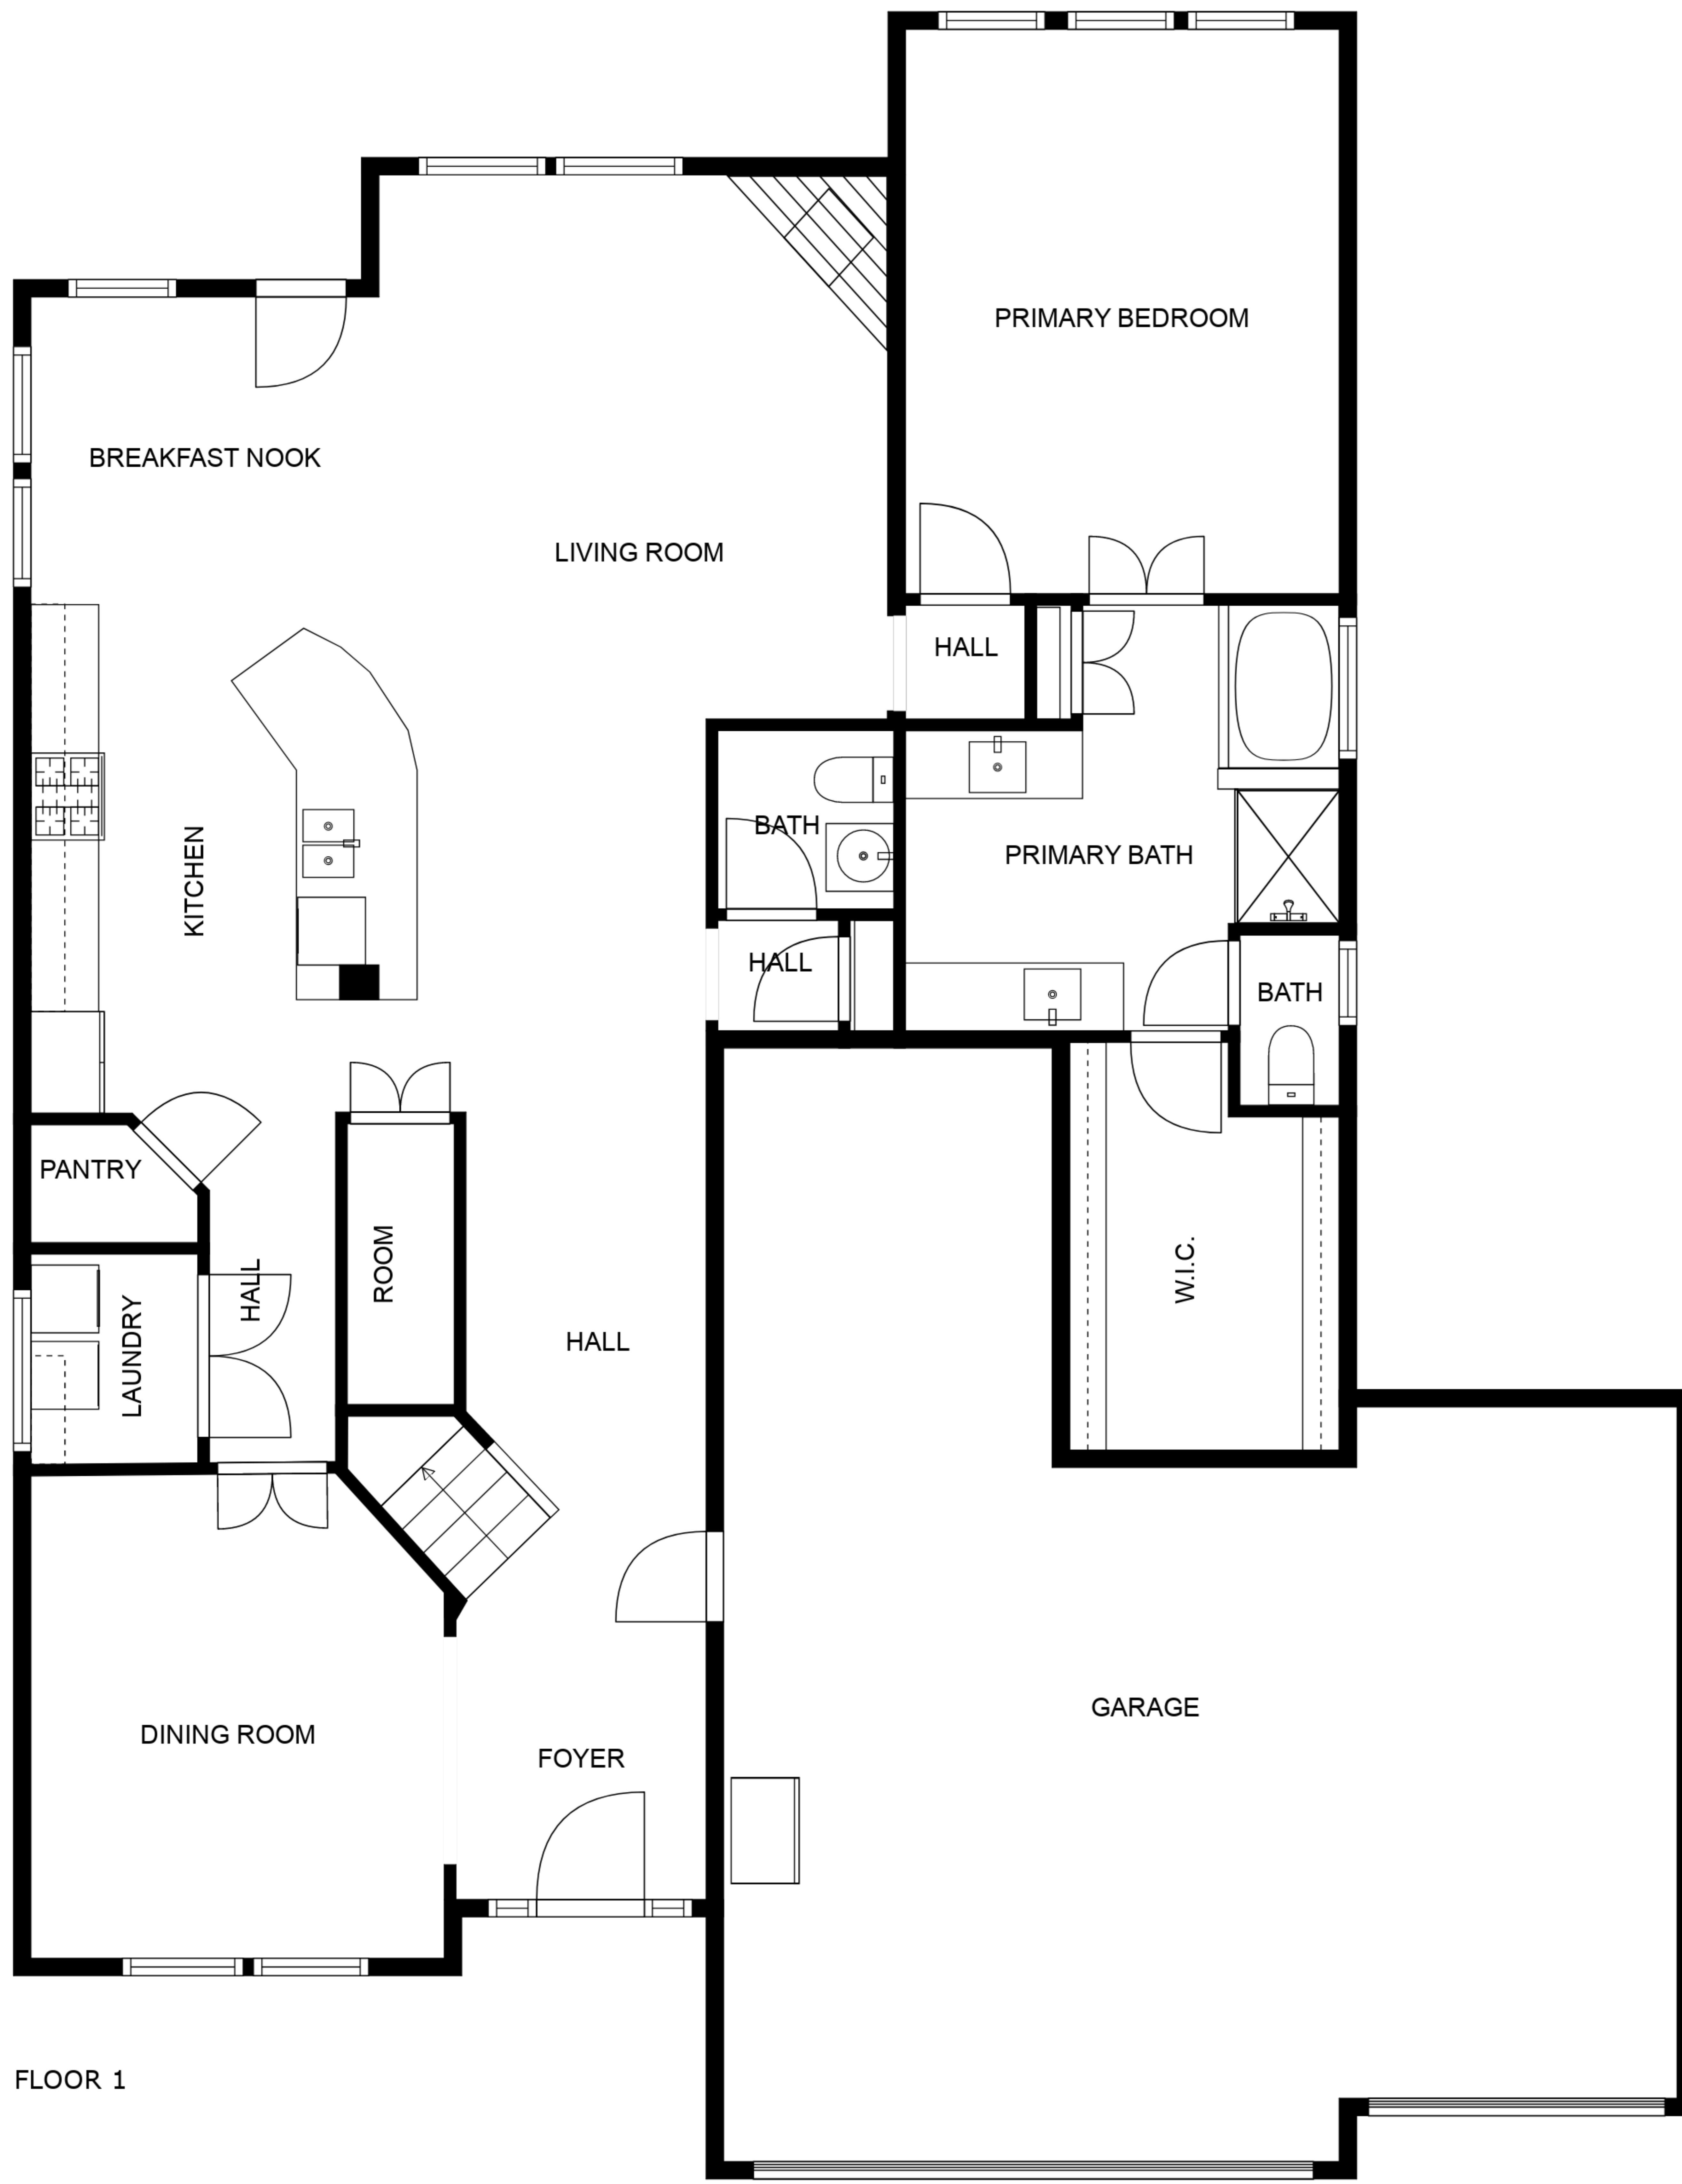 PRIMARY BEDROOM
BREAKFAST NOOK
LIVING ROOM
HALL
BATH
KITCHEN
PRIMARY BATH
HALL
BATH
PANTRY
ROOM
HALL
W.I.C.
LAUNDRY
HALL
GARAGE
DINING ROOM
FOYER
FLOOR 1